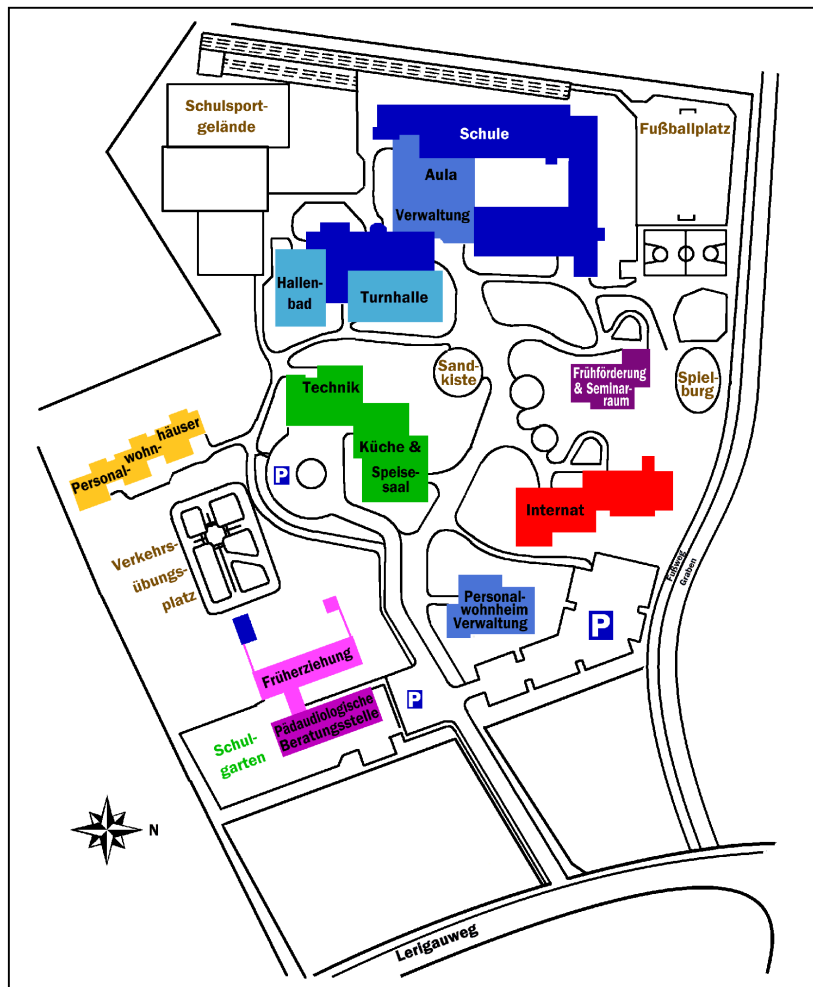 Schulsport-
gelände
Schule
Fußballplatz
Aula
Verwaltung
Hallen-
bad
Turnhalle
Sand-
kiste
Technik
Frühförderung
& Seminar-
raum
Spiel-
burg
Küche &
Speise-
saal
Personal-
wohn-
häuser
P
Internat
Verkehrs-
übungs-
platz
Fußweg
Graben
Personal-
wohnheim
Verwaltung
P
Früherziehung
P
Pädaudiologische
Beratungsstelle
Schul-
garten
N
Lerigauweg